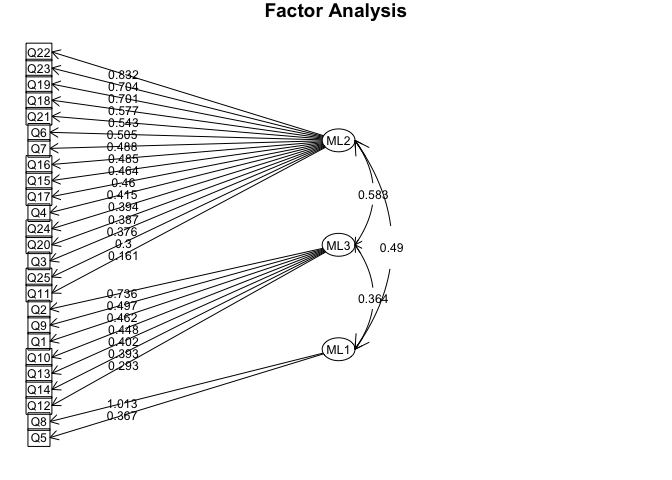 Factor Analysis
Q22
Q23
Q19
Q18
Q21
Q6
Q7
Q16
Q15
Q17
Q4
Q24
Q20
Q3
Q25
Q11
Q2
Q9
Q1
Q10
Q13
Q14
Q12
Q8
Q5
0.832
0.704
0.701
0.577
0.543
0.505
0.488
0.485
0.464
0.46
0.415
0.394
0.387
0.376
0.3
0.161
0.736
0.497
0.462
0.448
0.402
0.393
0.293
1.013
0.367
ML2
ML3
ML1
0.583
0.49
0.364